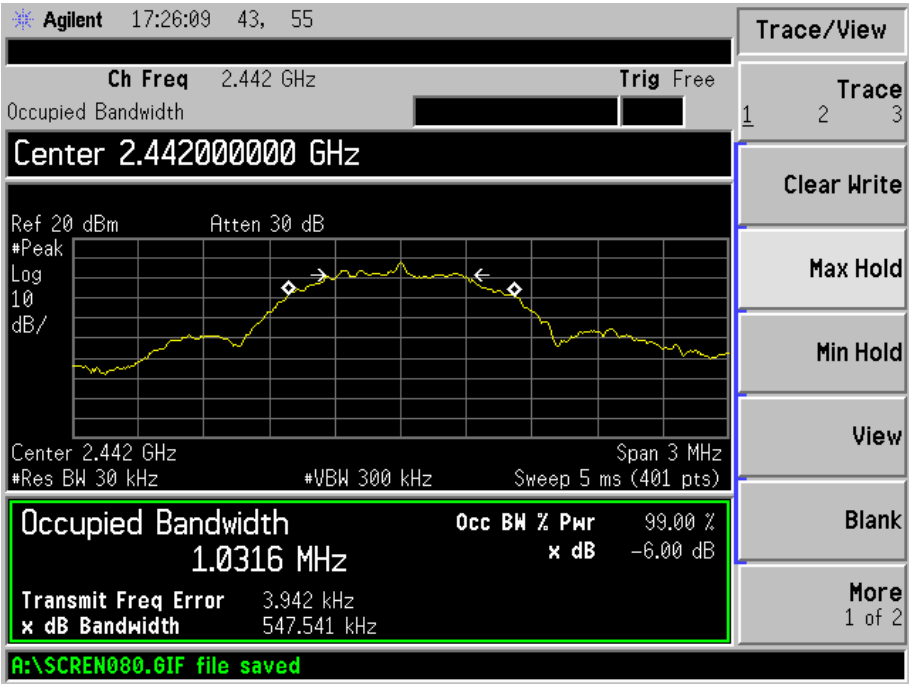 Agilent 17:26:09 43, 55
Trace/View
Ch Freq 2.442 GHz Trig Free
Occupied Bandwidth
Trace
1 2 3
Center 2.442000000 GHz
Clear Write
Ref 20 dBm Atten 30 dB
#Peak
Log
10
dB/
Max Hold
Min Hold
View
Center 2.442 GHz Span 3 MHz
#Res BW 30 kHz #VBW 300 kHz Sweep 5 ms (401 pts)
Occupied Bandwidth Occ BW % Pwr 99.00 %
1.0316 MHz x dB -6.00 dB
Blank
Transmit Freq Error 3.942 kHz
x dB Bandwidth 547.541 kHz
More
1 of 2
A:\SCREN080.GIF file saved